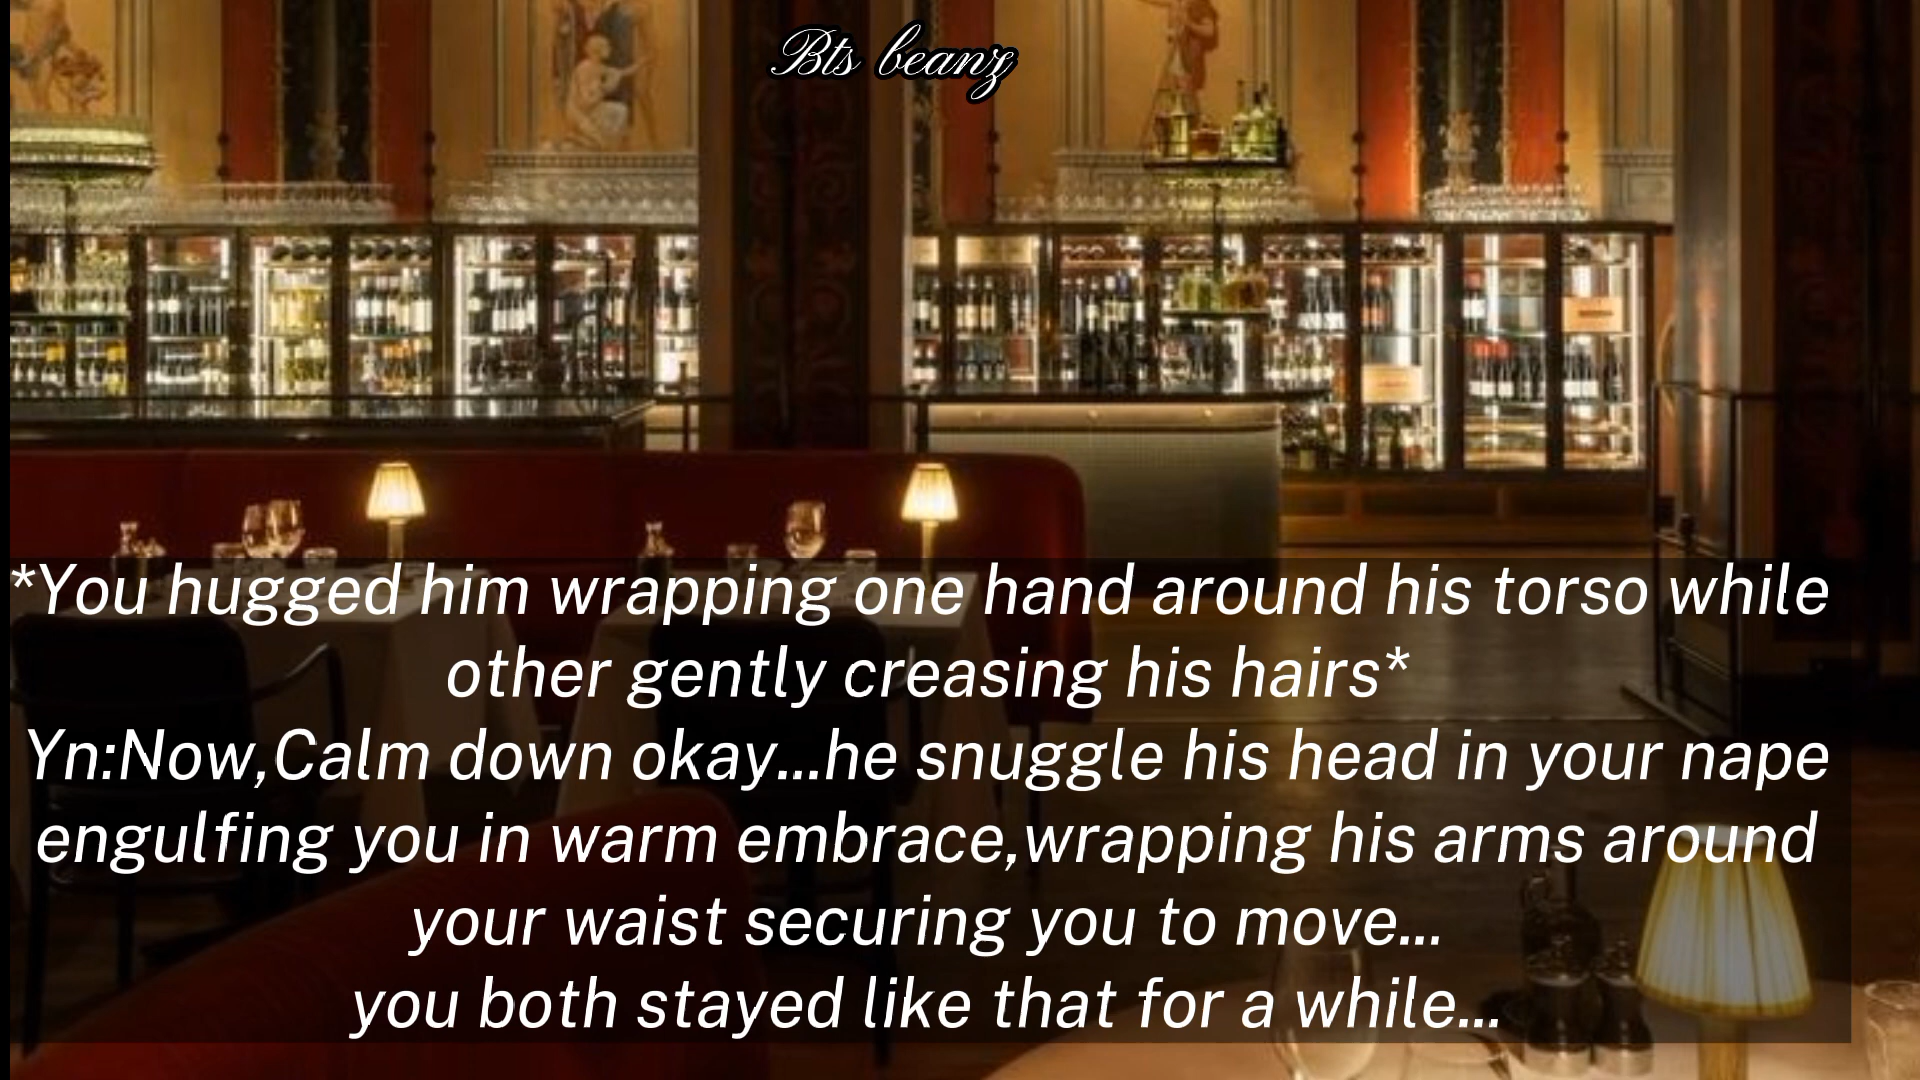 Bts beanz
*You hugged him wrapping one hand around his torso while
other gently creasing his hairs*
Yn:Now,Calm down okay...he snuggle his head in your nape
engulfing you in warm embrace,wrapping his arms around
your waist securing you to move...
you both stayed like that for a while...